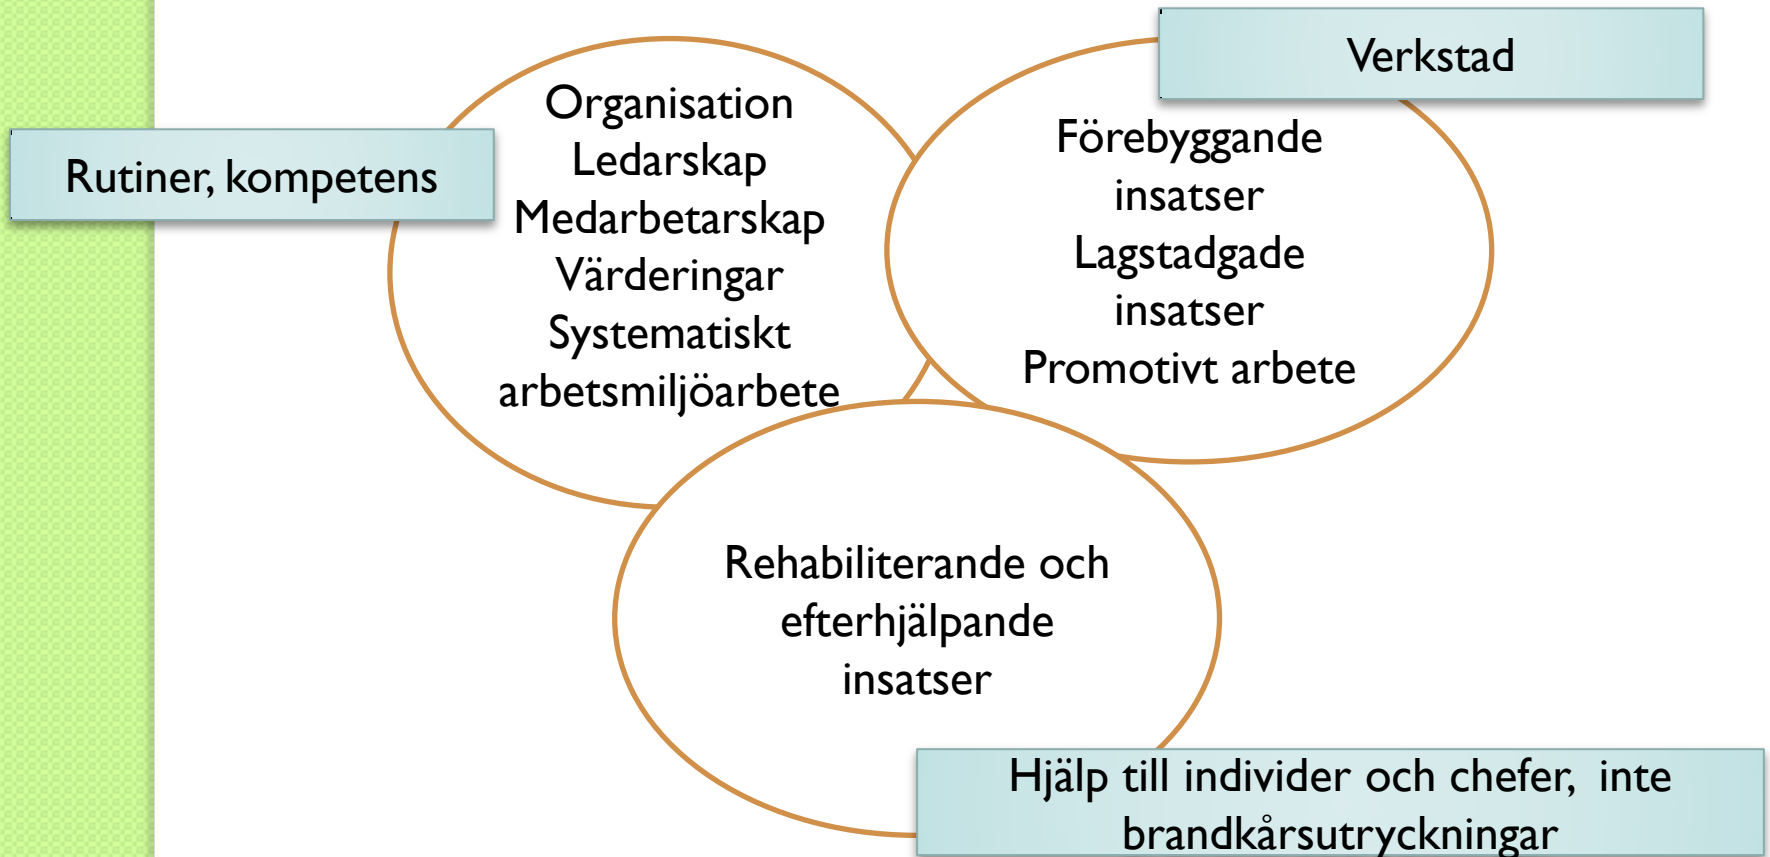 Rutiner, kompetens
Organisation
Ledarskap
Medarbetarskap
Värderingar
Systematiskt
arbetsmiljöarbete
Verkstad
Förebyggande
insatser
Lagstadgade
insatser
Promotivt arbete
Rehabiliterande och
efterhjälpande
insatser
Hjälp till individer och chefer, inte
brandkårsutryckningar